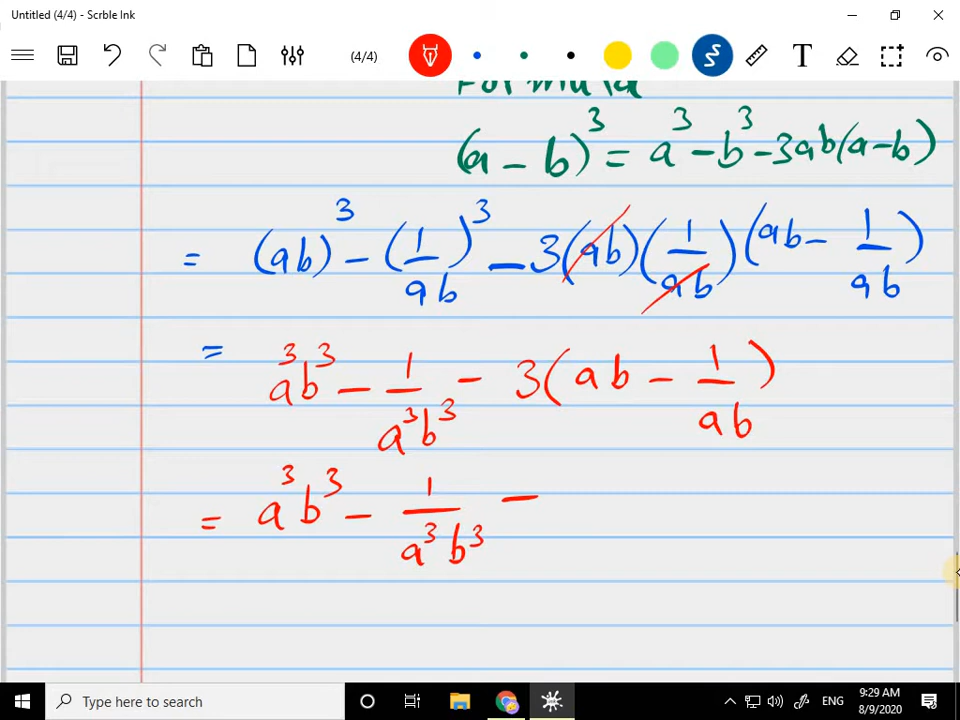 Untitled (4/4) - Scrble Ink
(4/4)
T
Formula
(a - b)³ = a³ - b³ - 3ab(a-b)
= (ab)³ - (1/ab)³ - 3(ab)(1/ab)(ab - 1/ab)
= a³b³ - 1/a³b³ - 3(ab - 1/ab)
= a³b³ - 1/a³b³ -
Type here to search
ENG
9:29 AM
8/9/2020